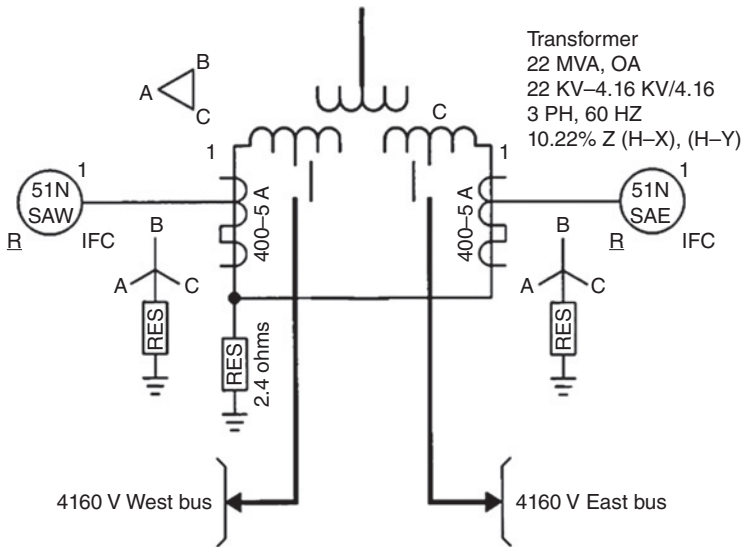 Transformer
22 MVA, OA
22 KV–4.16 KV/4.16
3 PH, 60 HZ
10.22% Z (H–X), (H–Y)
B
A
C
C
1
1
1
51N
SAW
R
IFC
400–5 A
400–5 A
1
51N
SAE
R
IFC
B
A
C
RES
RES
2.4 ohms
B
A
C
RES
4160 V West bus
4160 V East bus